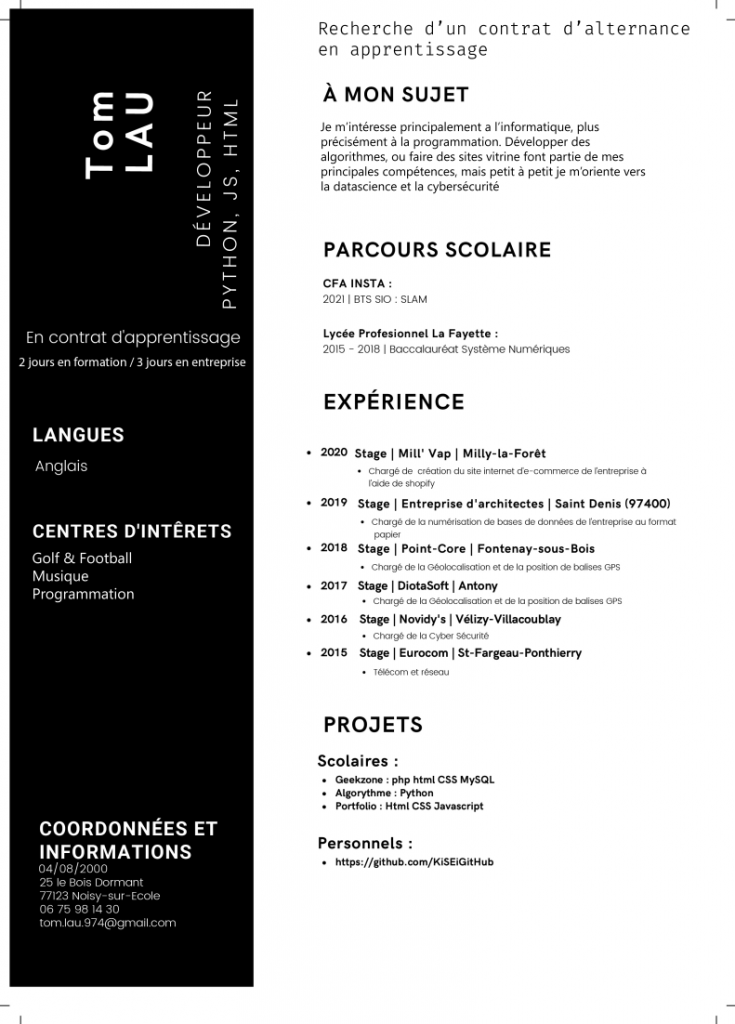 Tom
LAU
DÉVELOPPEUR
PYTHON, JS, HTML
En contrat d'apprentissage
2 jours en formation / 3 jours en entreprise
LANGUES
Anglais
CENTRES D'INTÊRETS
Golf & Football
Musique
Programmation
COORDONNÉES ET
INFORMATIONS
04/08/2000
25 le Bois Dormant
77123 Noisy-sur-Ecole
06 75 98 14 30
tom.lau.974@gmail.com
Recherche d’un contrat d’alternance
en apprentissage
À MON SUJET
Je m’intéresse principalement a l’informatique, plus
précisément à la programmation. Développer des
algorithmes, ou faire des sites vitrine font partie de mes
principales compétences, mais petit à petit je m’oriente vers
la datascience et la cybersécurité
PARCOURS SCOLAIRE
CFA INSTA :
2021 | BTS SIO : SLAM
Lycée Profesionnel La Fayette :
2015 - 2018 | Baccalauréat Système Numériques
EXPÉRIENCE
• 2020 Stage | Mill' Vap | Milly-la-Forêt
• Chargé de création du site internet d'e-commerce de l'entreprise à
l'aide de shopify
• 2019 Stage | Entreprise d'architectes | Saint Denis (97400)
• Chargé de la numérisation de bases de données de l'entreprise au format
papier
• 2018 Stage | Point-Core | Fontenay-sous-Bois
• Chargé de la Géolocalisation et de la position de balises GPS
• 2017 Stage | DiotaSoft | Antony
• Chargé de la Géolocalisation et de la position de balises GPS
• 2016 Stage | Novidy's | Vélizy-Villacoublay
• Chargé de la Cyber Sécurité
• 2015 Stage | Eurocom | St-Fargeau-Ponthierry
• Télécom et réseau
PROJETS
Scolaires :
• Geekzone : php html CSS MySQL
• Algorythme : Python
• Portfolio : Html CSS Javascript
Personnels :
• https://github.com/KiSEiGitHub